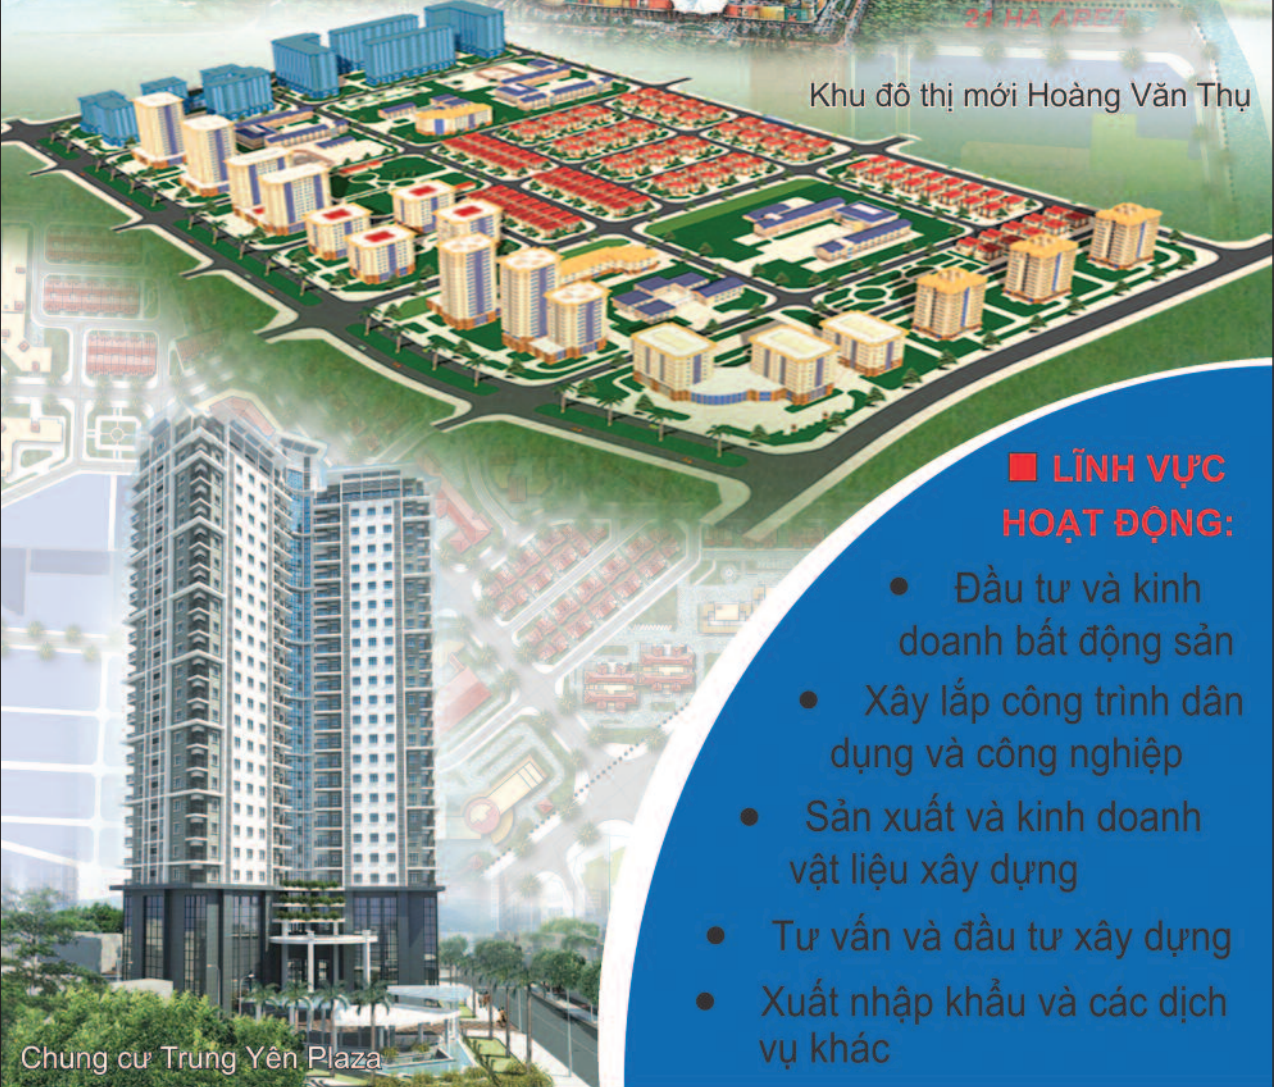 21 HA AREA
Khu đô thị mới Hoàng Văn Thụ
LĨNH VỰC
HOẠT ĐỘNG:
• Đầu tư và kinh
doanh bất động sản
• Xây lắp công trình dân
dụng và công nghiệp
• Sản xuất và kinh doanh
vật liệu xây dựng
• Tư vấn và đầu tư xây dựng
• Xuất nhập khẩu và các dịch
vụ khác
Chung cư Trung Yên Plaza